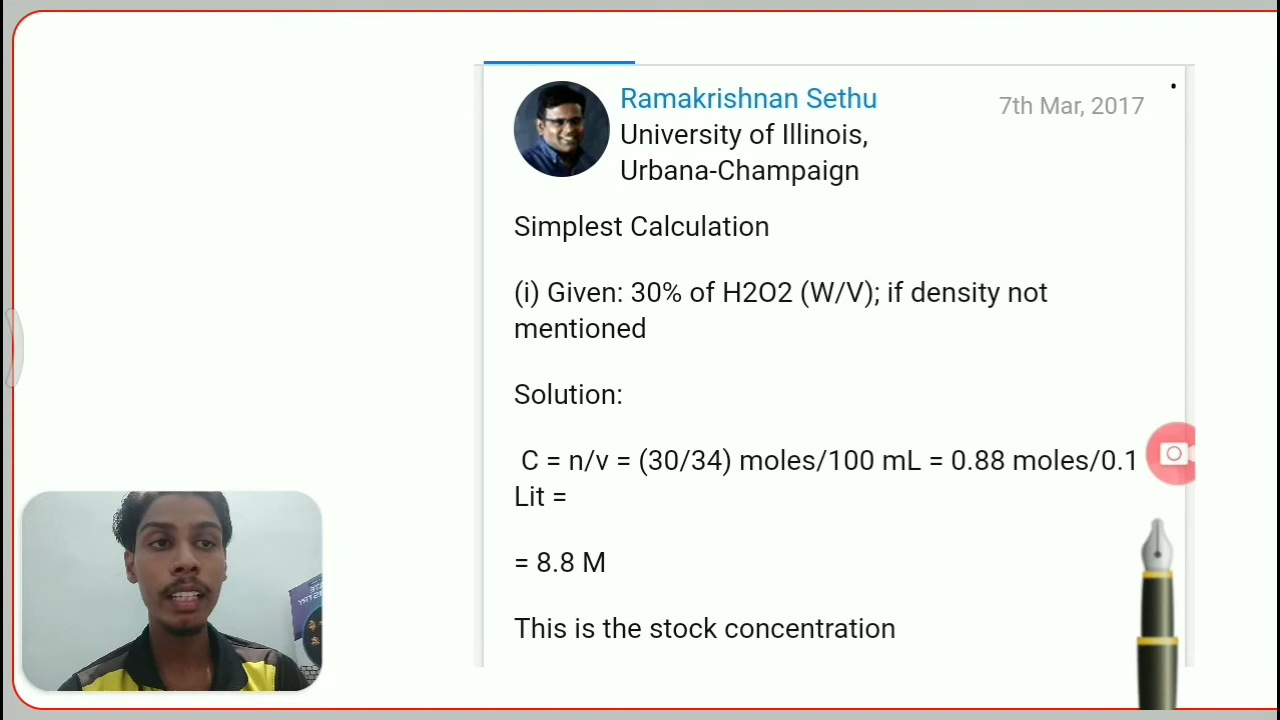 Ramakrishnan Sethu
7th Mar, 2017
University of Illinois,
Urbana-Champaign
Simplest Calculation
(i) Given: 30% of H2O2 (W/V); if density not
mentioned
Solution:
C = n/v = (30/34) moles/100 mL = 0.88 moles/0.1
Lit =
= 8.8 M
This is the stock concentration